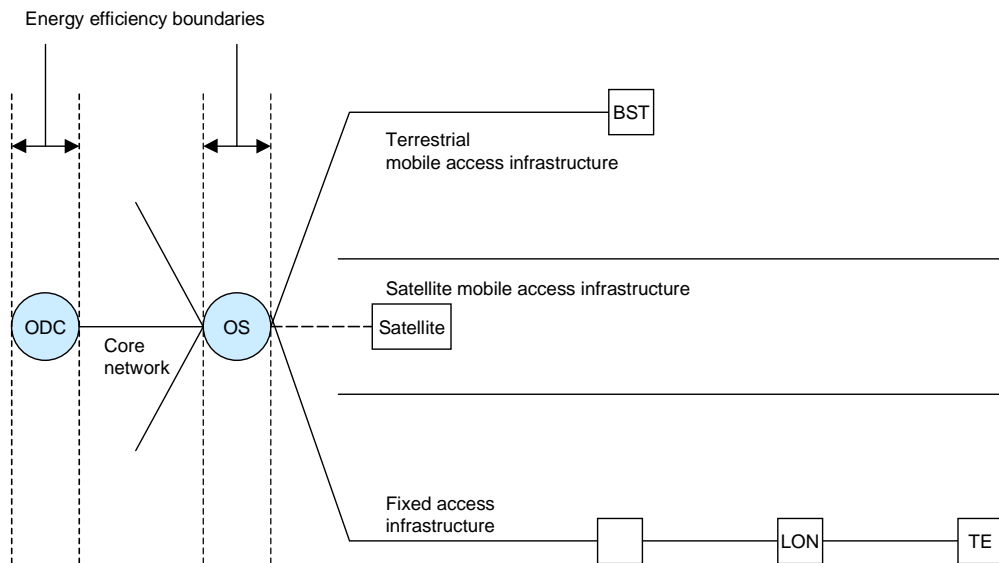 Energy efficiency boundaries
BST
Terrestrial
mobile access infrastructure
Satellite mobile access infrastructure
ODC
OS
Satellite
Core
network
Fixed access
infrastructure
LON
TE